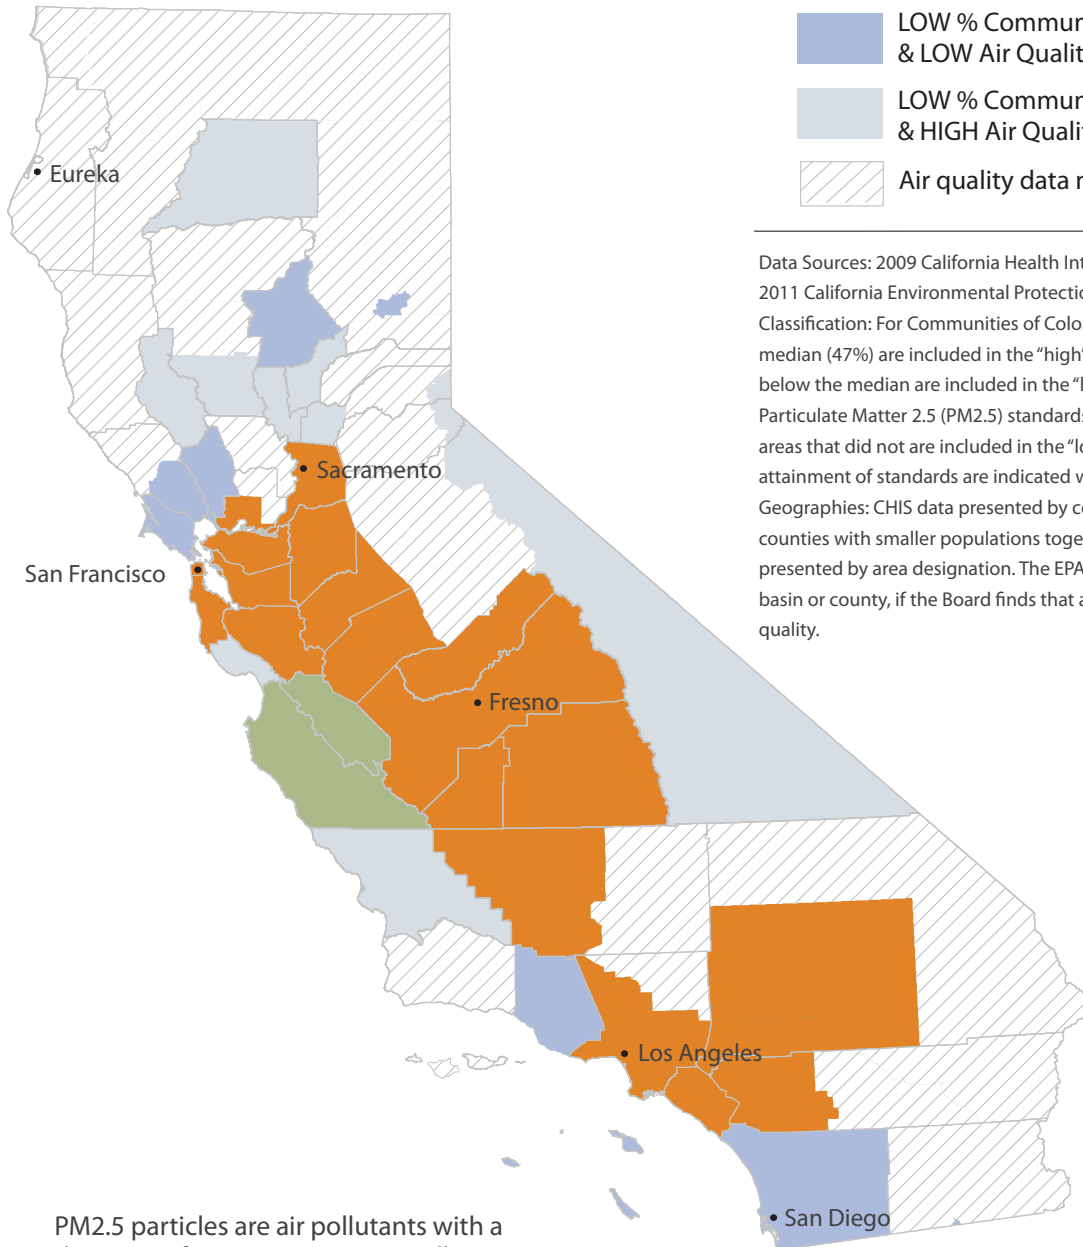 LOW % Commun
& LOW Air Qualit
LOW % Commun
& HIGH Air Quali
Air quality data n
Data Sources: 2009 California Health Int
2011 California Environmental Protectio
Classification: For Communities of Colo
median (47%) are included in the “high”
below the median are included in the “l
Particulate Matter 2.5 (PM2.5) standards
areas that did not are included in the “lo
attainment of standards are indicated w
Geographies: CHIS data presented by co
counties with smaller populations toge
presented by area designation. The EPA
basin or county, if the Board finds that a
quality.
Eureka
Sacramento
San Francisco
Fresno
Los Angeles
San Diego
PM2.5 particles are air pollutants with a